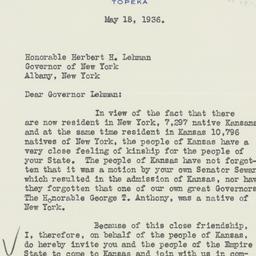 TOPEKA
May 18, 1936.
Honorable Herbert H. Lehman
Governor of New York
Albany, New York
Dear Governor Lehman:
In view of the fact that there
are now resident in New York, 7,297 native Kansans
and at the same time resident in Kansas 10,796
natives of New York, the people of Kansas have a
very close feeling of kinship for the people of
your State. The people of Kansas have not forgot-
ten that it was a motion by your own Senator Sewar
which resulted in the admission of Kansas, nor hav
they forgotten that one of our own great Governors
The Honorable George T. Anthony, was a native of
New York.
Because of this close friendship,
I, therefore, on behalf of the people of Kansas,
do hereby invite you and the people of the Empire
State to come to Kansas and join with us in com-